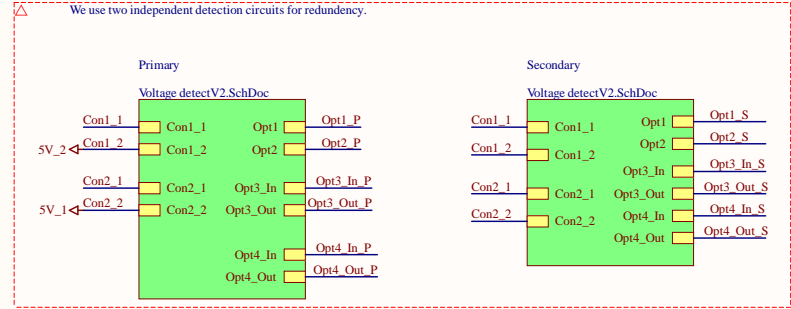 We use two independent detection circuits for redundency.
Primary
Voltage detectV2.SchDoc
Con1_1 Con1_1 Opt1 Opt1_P
5V_2 Con1_2 Con1_2 Opt2 Opt2_P
Con2_1 Con2_1 Opt3_In Opt3_In_P
5V_1 Con2_2 Con2_2 Opt3_Out Opt3_Out_P
Opt4_In Opt4_In_P
Opt4_Out Opt4_Out_P
Secondary
Voltage detectV2.SchDoc
Opt1 Opt1_S
Con1_1 Con1_1
Opt2 Opt2_S
Con1_2 Con1_2
Opt3_In Opt3_In_S
Con2_1 Con2_1 Opt3_Out Opt3_Out_S
Opt4_In Opt4_In_S
Con2_2 Con2_2
Opt4_Out Opt4_Out_S